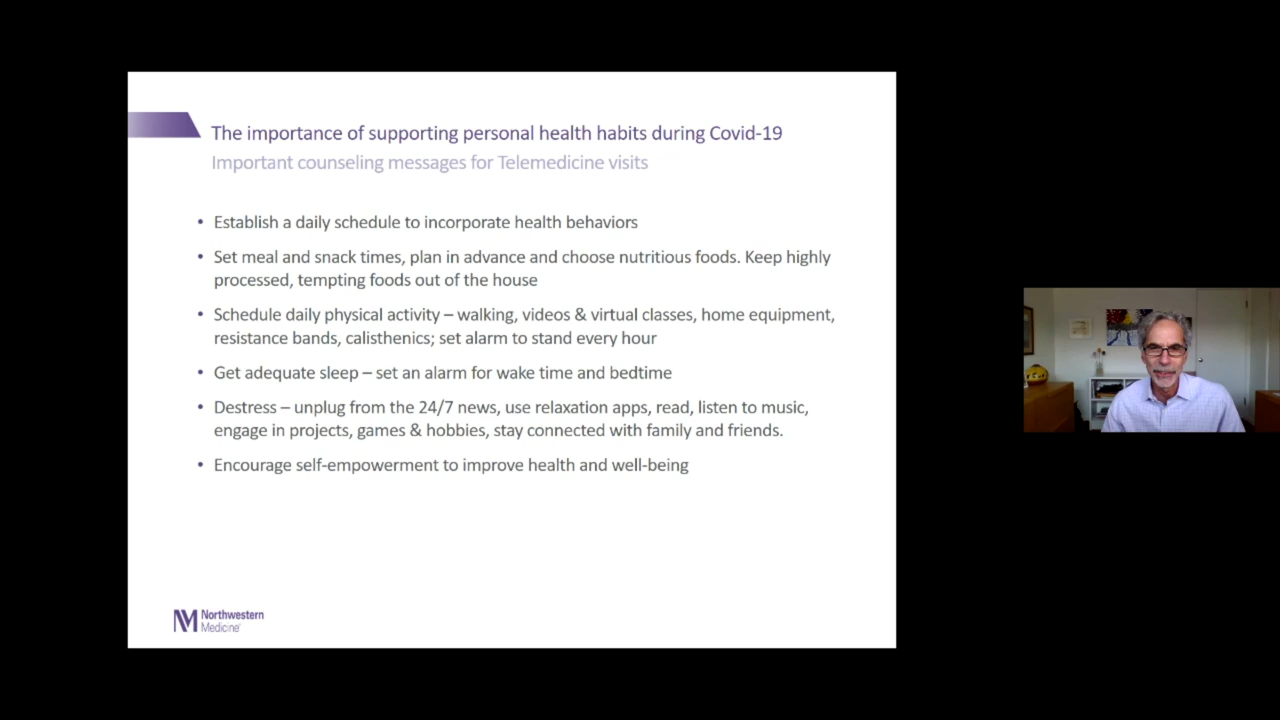 The importance of supporting personal health habits during Covid-19
Important counseling messages for Telemedicine visits
• Establish a daily schedule to incorporate health behaviors
• Set meal and snack times, plan in advance and choose nutritious foods. Keep highly
processed, tempting foods out of the house
• Schedule daily physical activity – walking, videos & virtual classes, home equipment,
resistance bands, calisthenics; set alarm to stand every hour
• Get adequate sleep – set an alarm for wake time and bedtime
• Destress – unplug from the 24/7 news, use relaxation apps, read, listen to music,
engage in projects, games & hobbies, stay connected with family and friends.
• Encourage self-empowerment to improve health and well-being
NM Northwestern
Medicine®